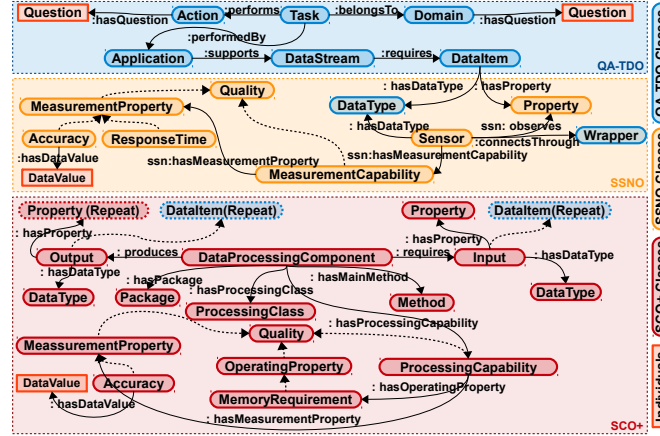 Question
Action
:performs
Task
:belongsTo
Domain
Question
:hasQuestion
:hasQuestion
:performedBy
Application
:supports
DataStream
:requires
DataItem
QA-TDO
: hasDataType
: hasProperty
Quality
MeasurementProperty
DataType
Property
Accuracy
ResponseTime
: hasDataType
Sensor
ssn: observes
Wrapper
:connectsThrough
:hasDataValue
ssn:hasMeasurementProperty
ssn:hasMeasurementCapability
DataValue
MeasurementCapability
SSNO
Property (Repeat)
DataItem(Repeat)
Property
DataItem(Repeat)
: hasProperty
: hasProperty
Output
: produces
DataProcessingComponent
: requires
Input
: hasDataType
: hasDataType
: hasPackage
: hasMainMethod
: hasProcessingClass
DataType
Package
Method
DataType
ProcessingClass
: hasProcessingCapability
Quality
MeassurementProperty
OperatingProperty
ProcessingCapability
DataValue
Accuracy
: hasOperatingProperty
: hasDataValue
MemoryRequirement
: hasMeasurementProperty
SCO+